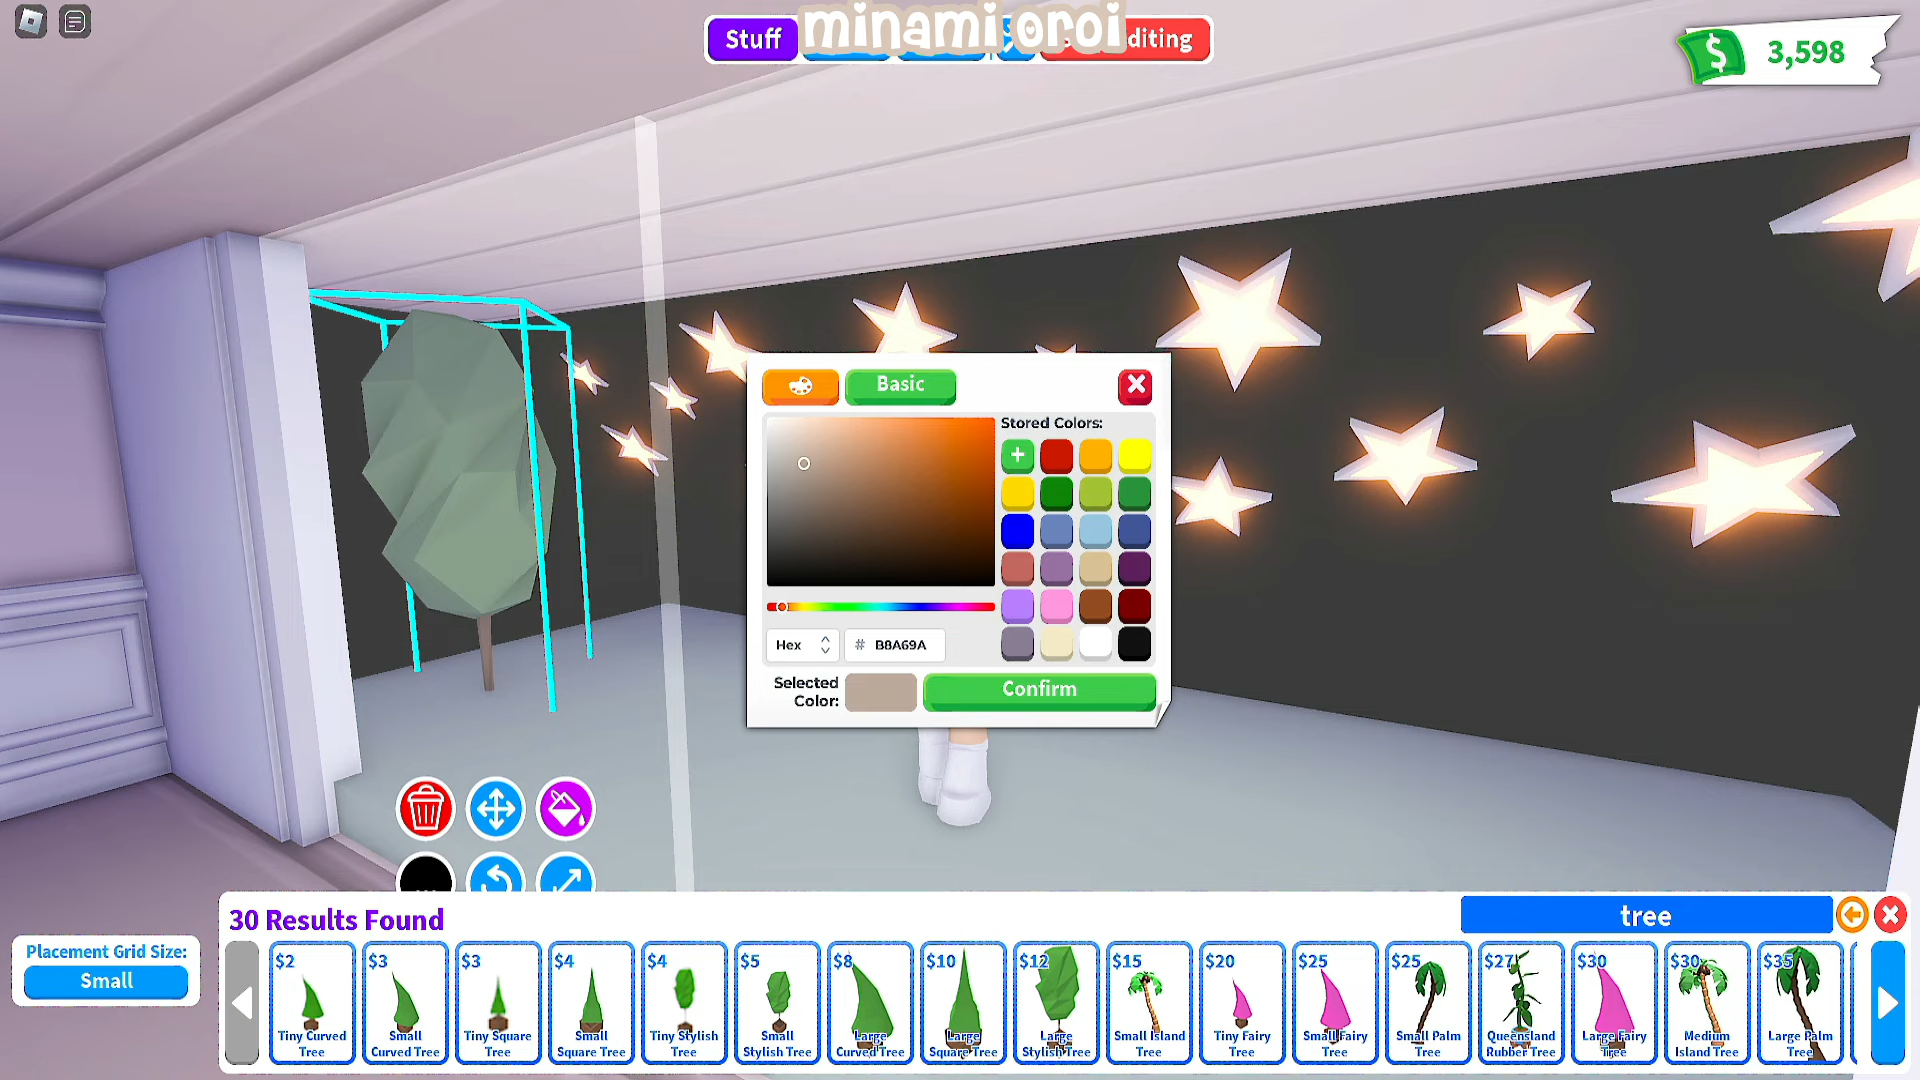 Stuff
minami oroi
diting
3,598
Basic
Stored Colors:
Hex
# B8A69A
Selected
Color:
Confirm
30 Results Found
tree
Placement Grid Size:
Small
$2
Tiny Curved
Tree
$3
Small
Curved Tree
$3
Tiny Square
Tree
$4
Small
Square Tree
$4
Tiny Stylish
Tree
$5
Small
Stylish Tree
$8
Large
Curved Tree
$10
Large
Square Tree
$12
Large
Stylish Tree
$15
Small Island
Tree
$20
Tiny Fairy
Tree
$25
Small Fairy
Tree
$25
Small Palm
Tree
$27
Queensland
Rubber Tree
$30
Large Fairy
Tree
$30
Medium
Island Tree
$35
Large Palm
Tree